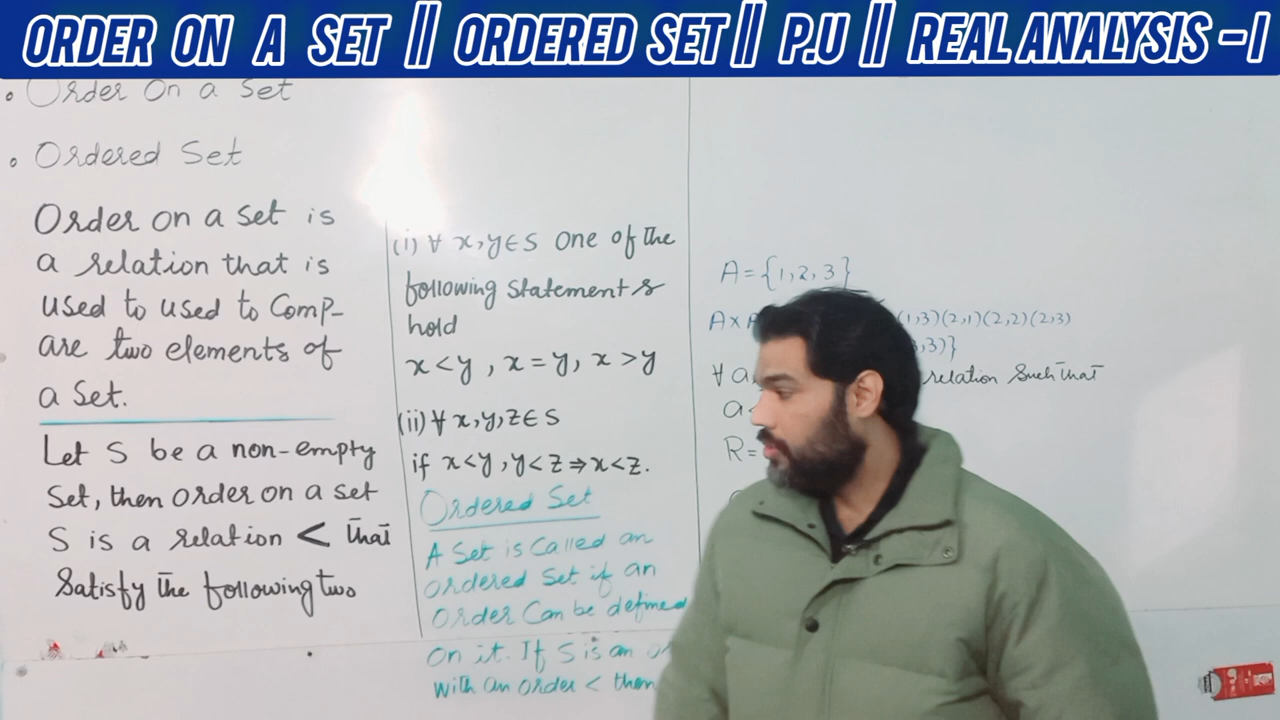 ORDER ON A SET || ORDERED SET || P.U || REAL ANALYSIS -I
• Order On a Set
• Ordered Set
Order on a set is
a relation that is
used to used to Comp-
are two elements of
a Set.
Let S be a non-empty
Set, then order on a set
S is a relation < that
Satisfy the following two
(i) ∀ x,y∈S One of the
following statements
hold
x<y , x=y, x>y
(ii) ∀ x,y,z∈S
if x<y , y<z ⇒ x<z.
Ordered Set
A Set is Called an
ordered Set if an
order Can be defined
on it. If S is an
with an order < then
A={1,2,3}
A×
(1,3)(2,1)(2,2)(2,3)
,3)}
∀ a
relation Such that
R=